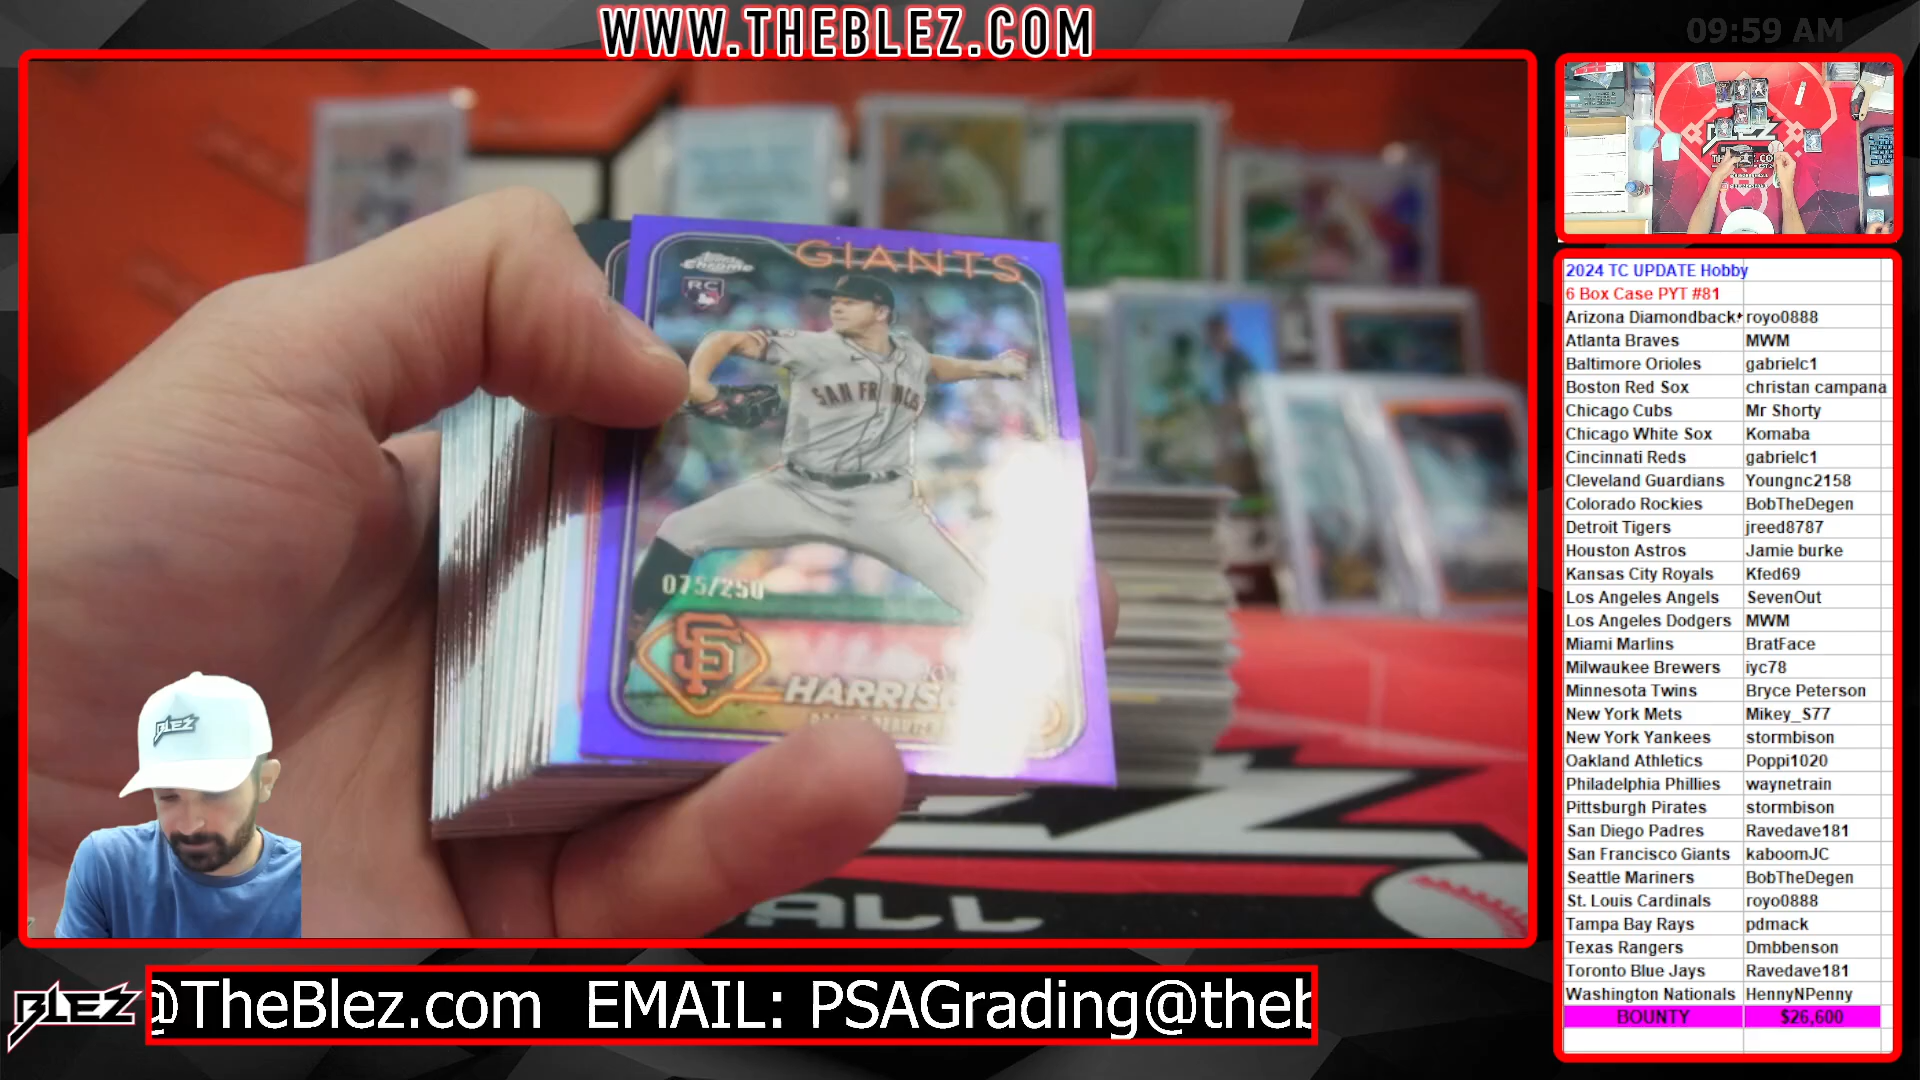 WWW.THEBLEZ.COM
09:59 AM
GIANTS
Topps Chrome
RC
SAN FRANCIS
075/250
SF
HARRIS
BLEZ
BLEZ
2024 TC UPDATE Hobby
6 Box Case PYT #81
Arizona Diamondback royo0888
Atlanta Braves MWM
Baltimore Orioles gabrielc1
Boston Red Sox christan campana
Chicago Cubs Mr Shorty
Chicago White Sox Komaba
Cincinnati Reds gabrielc1
Cleveland Guardians Youngnc2158
Colorado Rockies BobTheDegen
Detroit Tigers jreed8787
Houston Astros Jamie burke
Kansas City Royals Kfed69
Los Angeles Angels SevenOut
Los Angeles Dodgers MWM
Miami Marlins BratFace
Milwaukee Brewers iyc78
Minnesota Twins Bryce Peterson
New York Mets Mikey_S77
New York Yankees stormbison
Oakland Athletics Poppi1020
Philadelphia Phillies waynetrain
Pittsburgh Pirates stormbison
San Diego Padres Ravedave181
San Francisco Giants kaboomJC
Seattle Mariners BobTheDegen
St. Louis Cardinals royo0888
Tampa Bay Rays pdmack
Texas Rangers Dmbbenson
Toronto Blue Jays Ravedave181
Washington Nationals HennyNPenny
BOUNTY $26,600
BLEZ
@TheBlez.com EMAIL: PSAGrading@theb